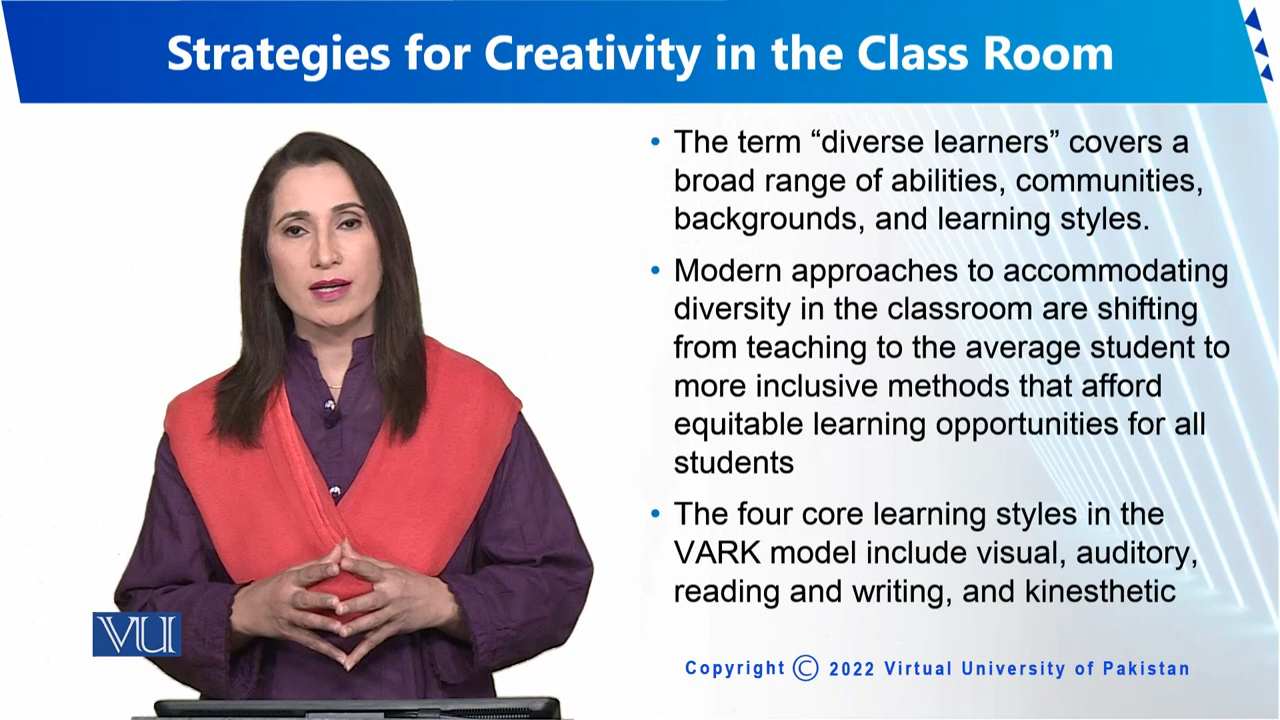 Strategies for Creativity in the Class Room
• The term “diverse learners” covers a
broad range of abilities, communities,
backgrounds, and learning styles.
• Modern approaches to accommodating
diversity in the classroom are shifting
from teaching to the average student to
more inclusive methods that afford
equitable learning opportunities for all
students
• The four core learning styles in the
VARK model include visual, auditory,
reading and writing, and kinesthetic
VU
Copyright © 2022 Virtual University of Pakistan